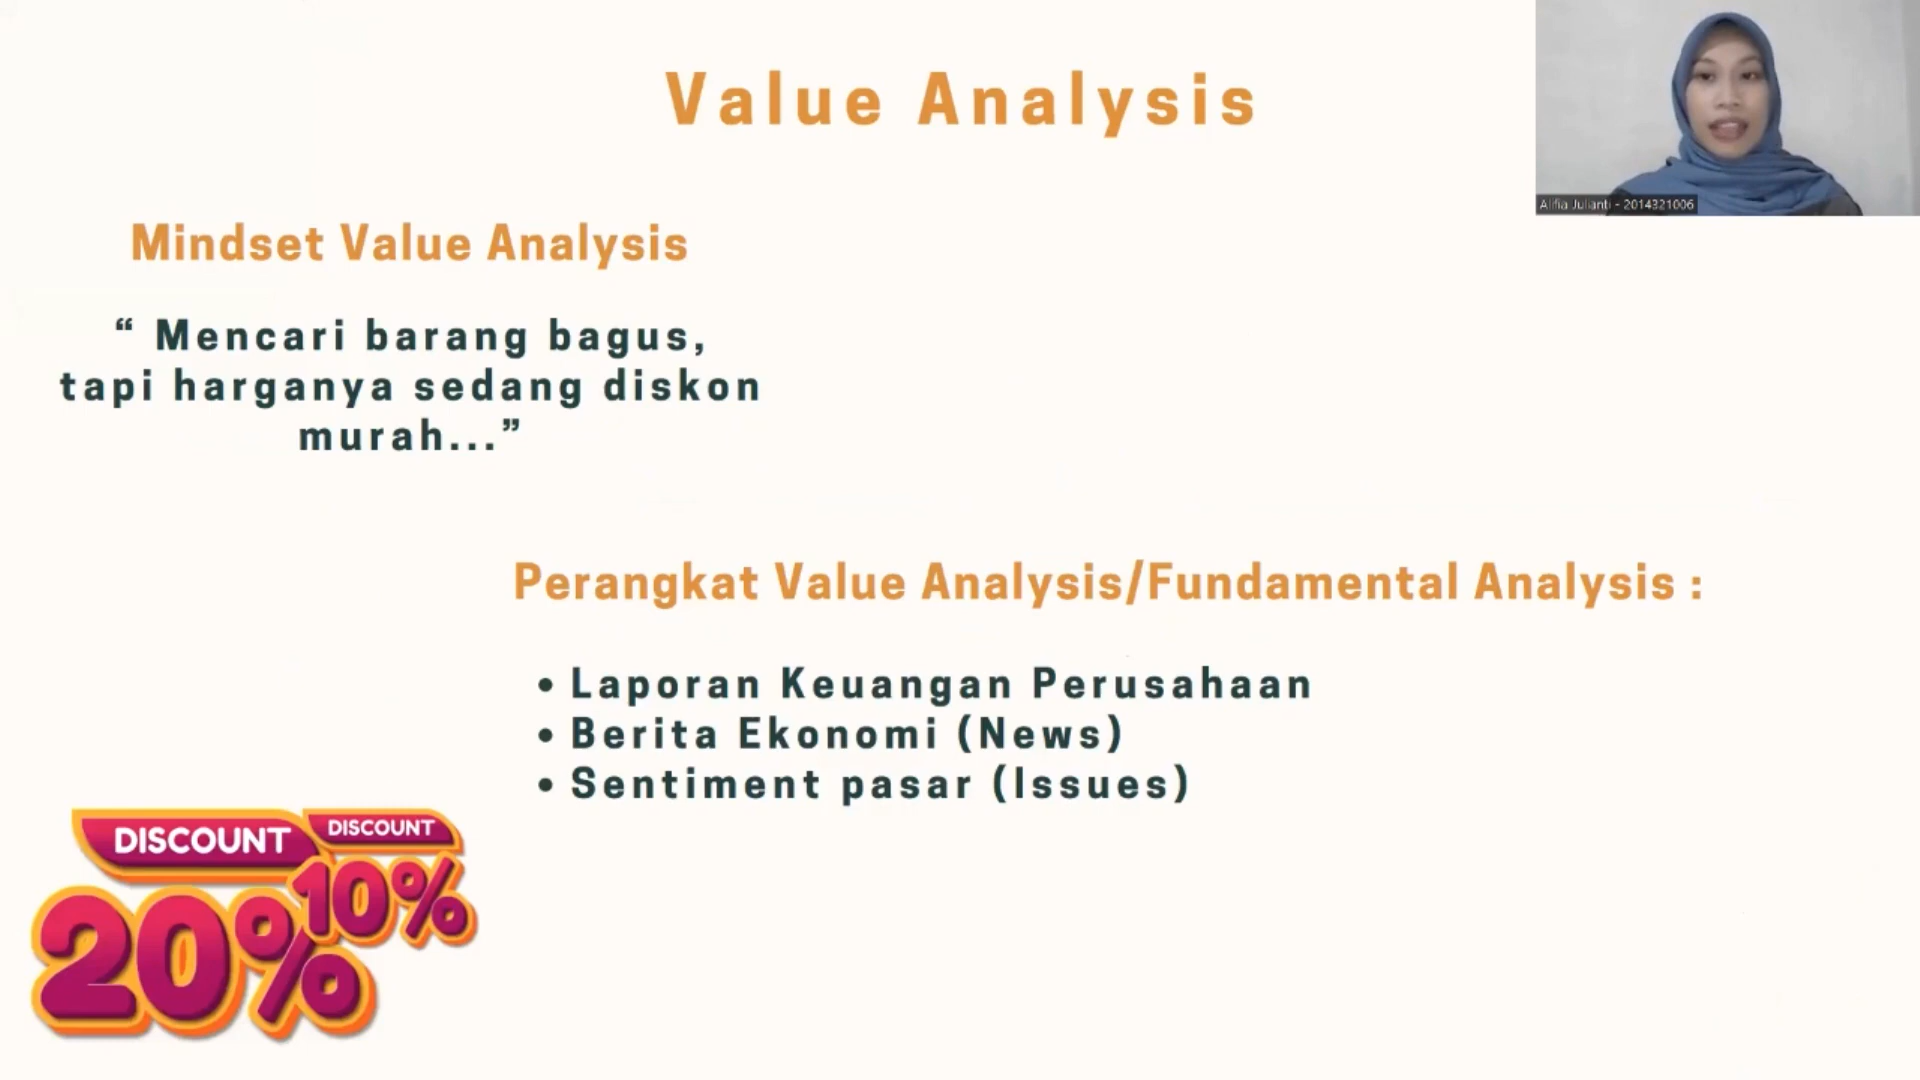 Value Analysis
Alifia Julianti - 2014321006
Mindset Value Analysis
“ Mencari barang bagus,
tapi harganya sedang diskon
murah...”
Perangkat Value Analysis/Fundamental Analysis :
• Laporan Keuangan Perusahaan
• Berita Ekonomi (News)
• Sentiment pasar (Issues)
DISCOUNT
20%
DISCOUNT
10%